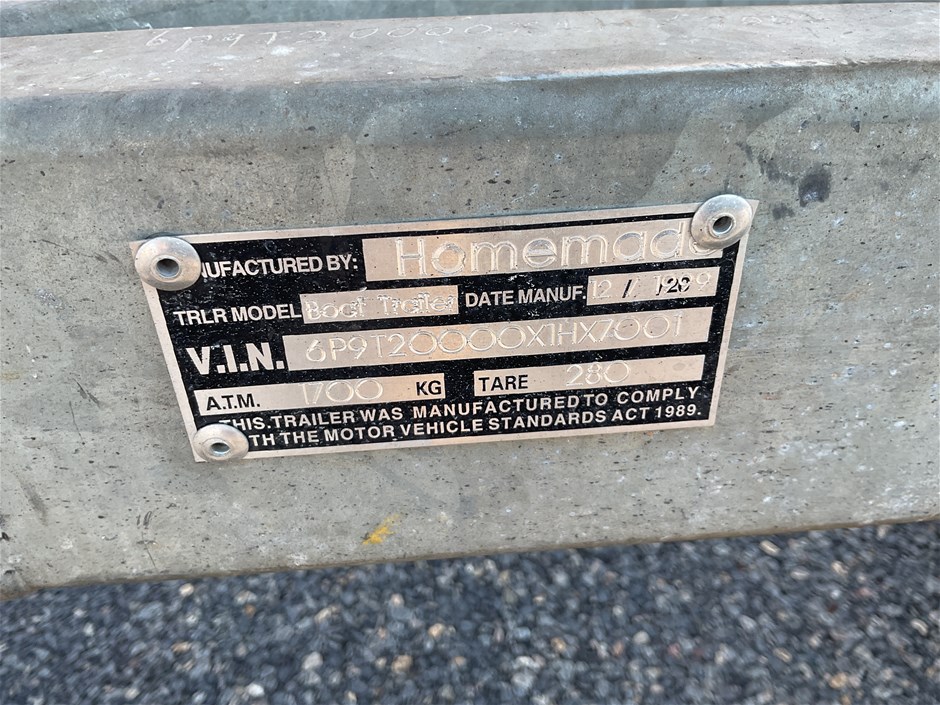 6P9T20000
NUFACTURED BY: Homemade
TRLR MODEL Boat Trailer DATE MANUF. 12 /
V.I.N. 6P9T20000X1HX7001
A.T.M. 1700 KG TARE 280
THIS TRAILER WAS MANUFACTURED TO COMPLY
TH THE MOTOR VEHICLE STANDARDS ACT 1989.